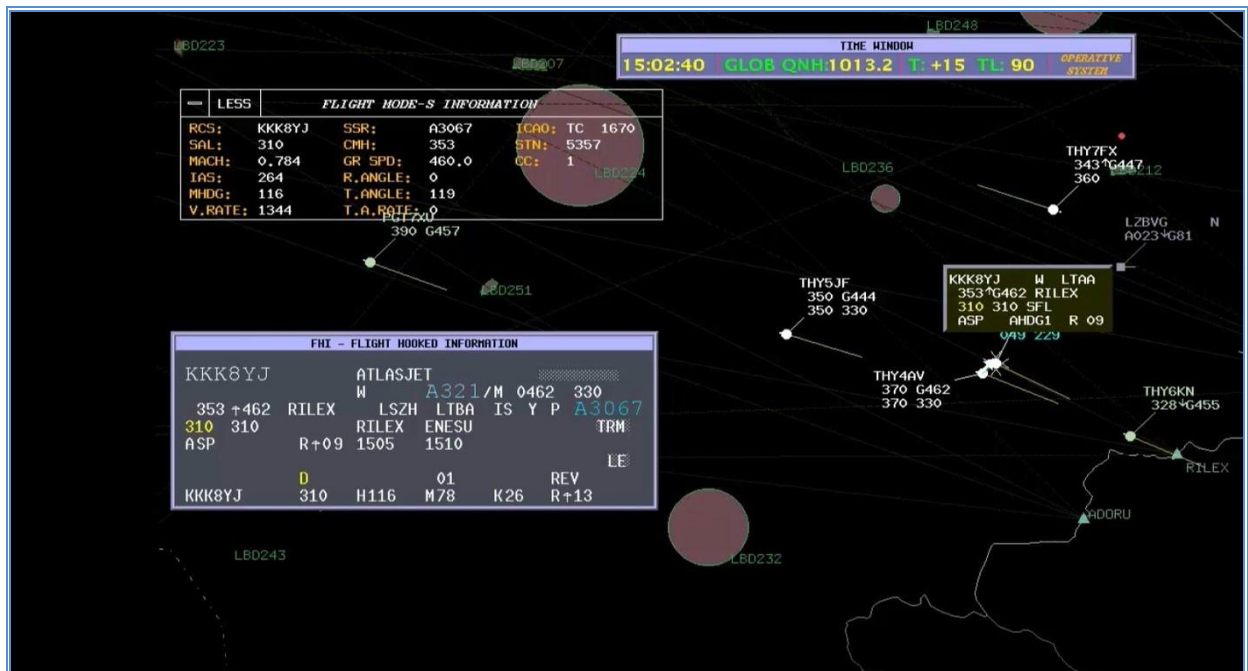 LBD223
LBD207
LBD248
TIME WINDOW
15:02:40 GLOB QNH:1013.2 T: +15 TL: 90 OPERATIVE SYSTEM
— LESS FLIGHT MODE-S INFORMATION
RCS: KKK8YJ SSR: A3067 ICAO: TC 1670
SAL: 310 CMH: 353 STN: 5357
MACH: 0.784 GR SPD: 460.0 CC: 1
IAS: 264 R.ANGLE: 0
MHDG: 116 T.ANGLE: 119
V.RATE: 1344 T.A.RATE: 0
LBD224
PGT7XU
390 G457
LBD251
LBD236
THY7FX
343↑G447
360
LBD212
LZBVG N
A023↓G81
KKK8YJ W LTAA
353↑G462 RILEX
310 310 SFL
ASP AHDG1 R 09
049 229
THY5JF
350 G444
350 330
THY4AV
370 G462
370 330
THY6KN
328↓G455
RILEX
ADORU
FHI - FLIGHT HOOKED INFORMATION
KKK8YJ ATLASJET
W A321/M 0462 330
353 ↑462 RILEX LSZH LTBA IS Y P A3067
310 310 RILEX ENESU TRM
ASP R↑09 1505 1510
LE
D 01 REV
KKK8YJ 310 H116 M78 K26 R↑13
LBD243
LBD232